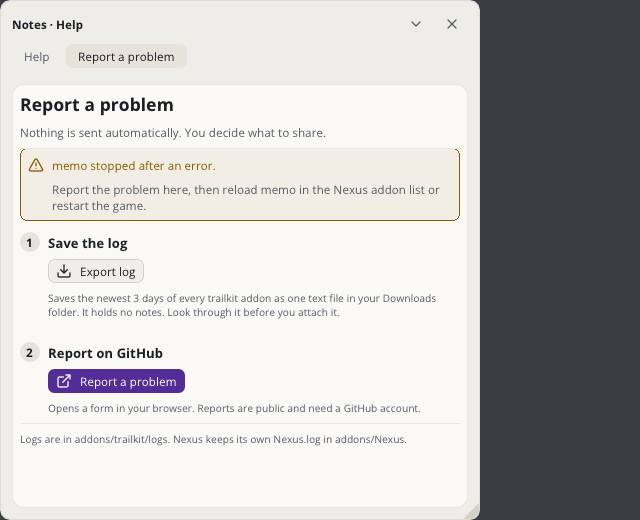 Notes · Help
Help
Report a problem
Report a problem
Nothing is sent automatically. You decide what to share.
memo stopped after an error.
Report the problem here, then reload memo in the Nexus addon list or
restart the game.
1
Save the log
Export log
Saves the newest 3 days of every trailkit addon as one text file in your Downloads
folder. It holds no notes. Look through it before you attach it.
2
Report on GitHub
Report a problem
Opens a form in your browser. Reports are public and need a GitHub account.
Logs are in addons/trailkit/logs. Nexus keeps its own Nexus.log in addons/Nexus.